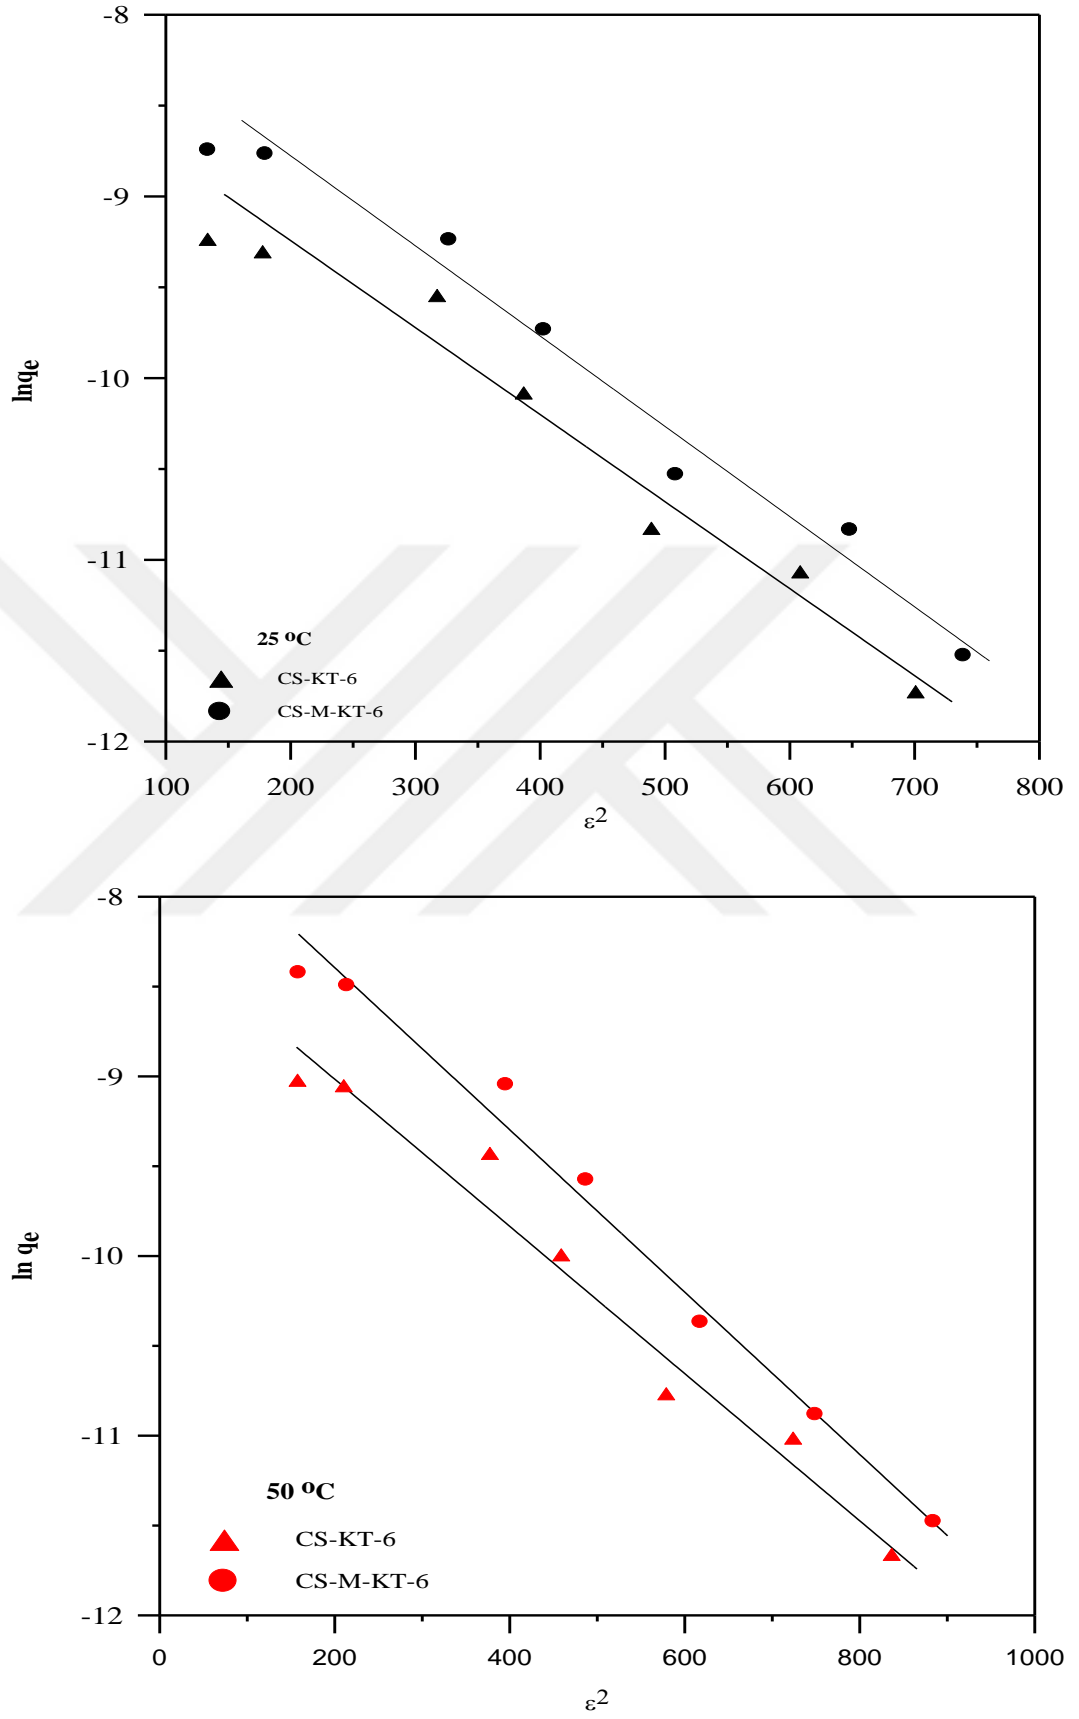 -8
-9
-10
-11
-12
lnqe
25 ºC
CS-KT-6
CS-M-KT-6
100 200 300 400 500 600 700 800
ε²
-8
-9
-10
-11
-12
ln qe
50 ºC
CS-KT-6
CS-M-KT-6
0 200 400 600 800 1000
ε²